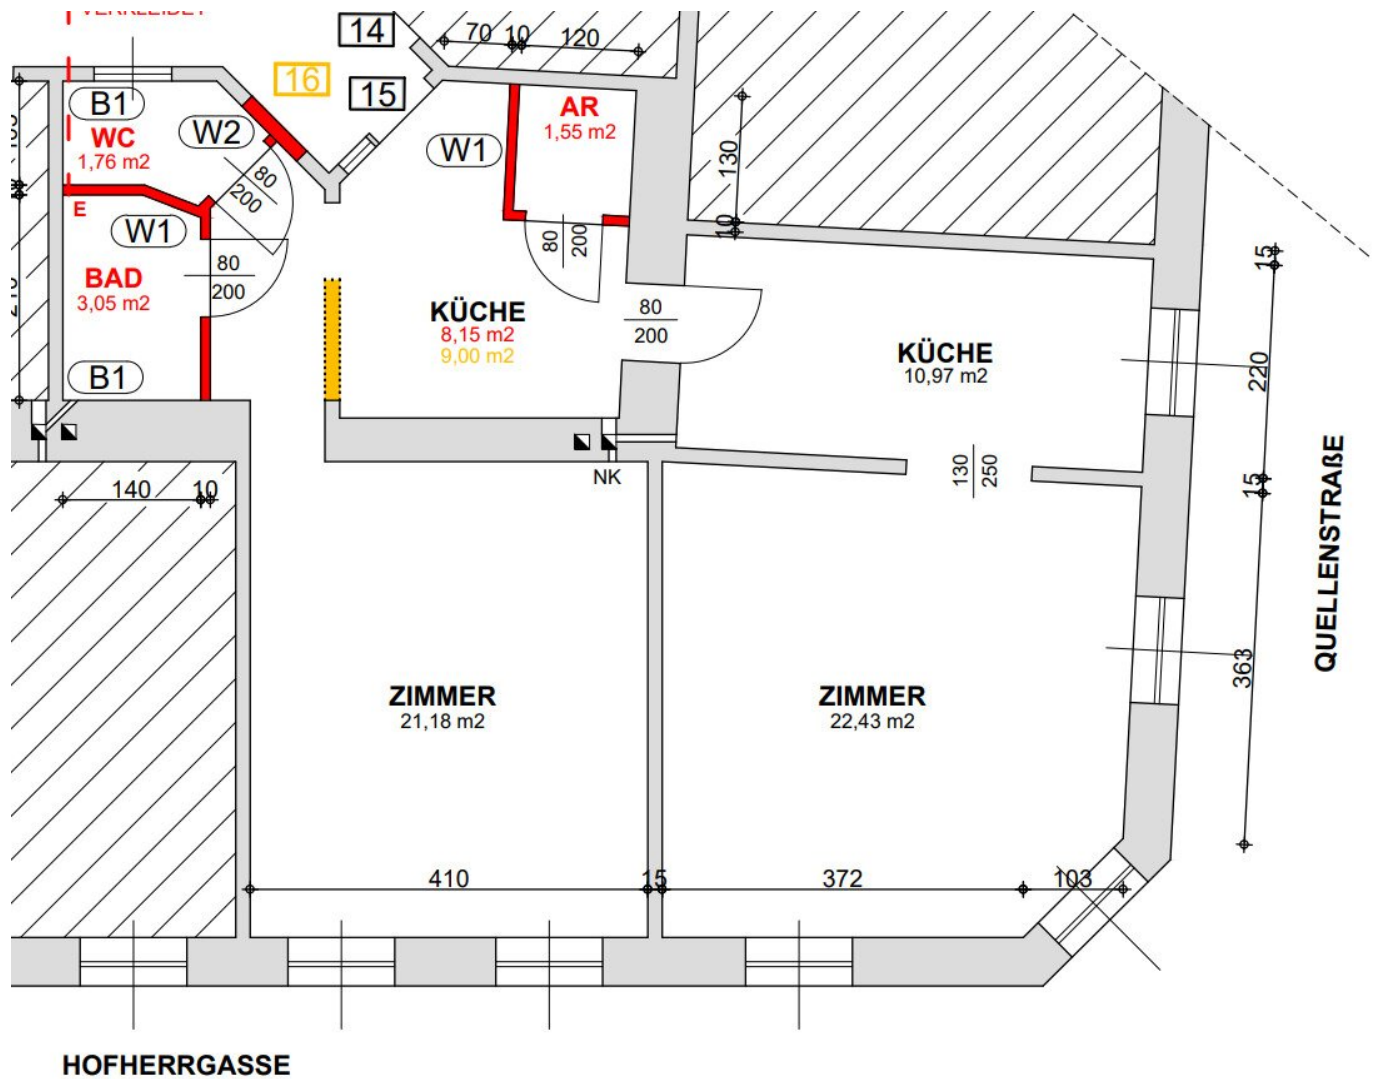 14
70 10 120
16
15
B1
WC
1,76 m2
W2
80
200
W1
AR
1,55 m2
130
10
E
W1
BAD
3,05 m2
80
200
80
200
KÜCHE
8,15 m2
9,00 m2
80
200
KÜCHE
10,97 m2
15
220
B1
NK
130
250
15
140 10
QUELLENSTRAßE
363
ZIMMER
21,18 m2
ZIMMER
22,43 m2
410 15 372 103
HOFHERRGASSE